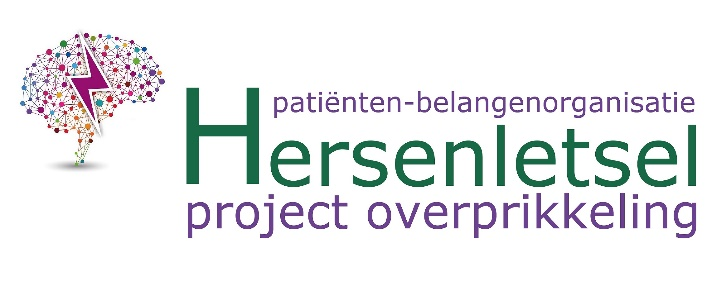 patiënten-belangenorganisatie
Hersenletsel
project overprikkeling